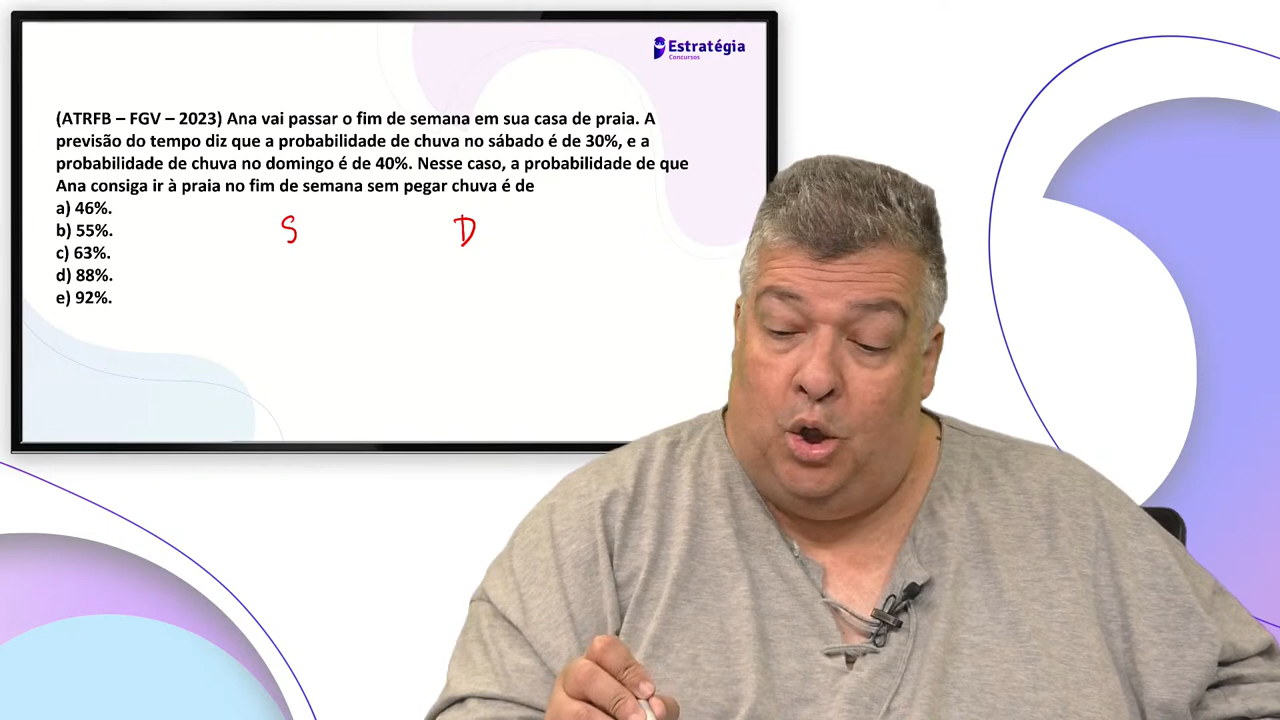 Estratégia
Concursos
(ATRFB – FGV – 2023) Ana vai passar o fim de semana em sua casa de praia. A
previsão do tempo diz que a probabilidade de chuva no sábado é de 30%, e a
probabilidade de chuva no domingo é de 40%. Nesse caso, a probabilidade de que
Ana consiga ir à praia no fim de semana sem pegar chuva é de
a) 46%.
b) 55%.
c) 63%.
d) 88%.
e) 92%.
S D